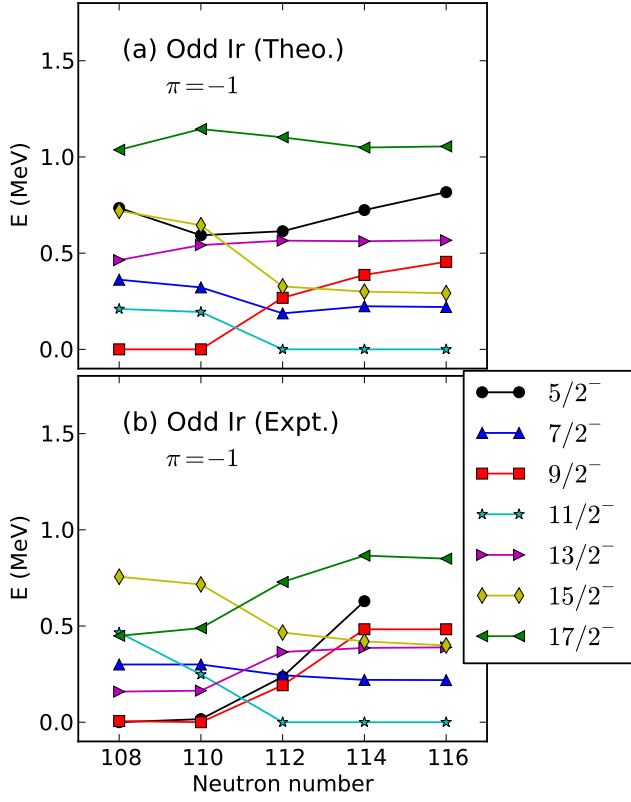 (a) Odd Ir (Theo.)
π=−1
E (MeV)
1.5
1.0
0.5
0.0
(b) Odd Ir (Expt.)
π=−1
E (MeV)
1.5
1.0
0.5
0.0
108 110 112 114 116
Neutron number
5/2⁻
7/2⁻
9/2⁻
11/2⁻
13/2⁻
15/2⁻
17/2⁻